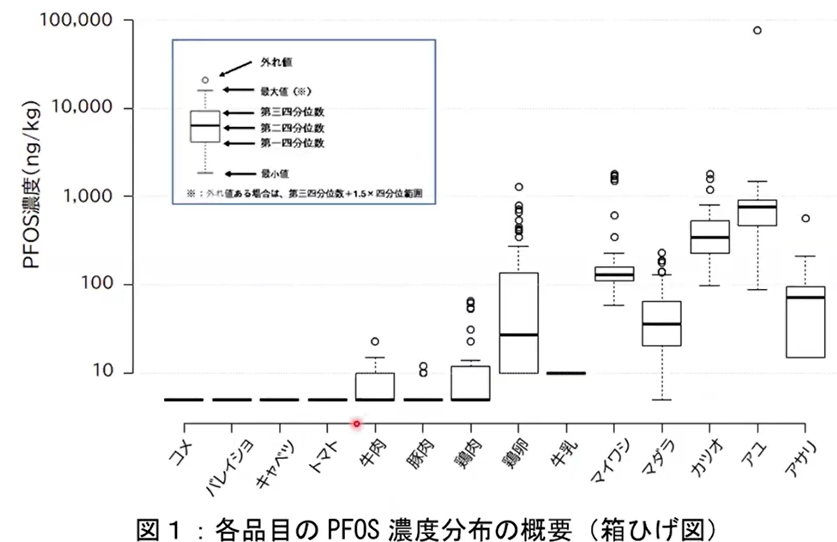 100,000
10,000
1,000
100
10
PFOS濃度(ng/kg)
外れ値
最大値（※）
第三四分位数
第二四分位数
第一四分位数
最小値
※：外れ値ある場合は、第三四分位数＋1.5×四分位範囲
コメ
バレイショ
キャベツ
トマト
牛肉
豚肉
鶏肉
鶏卵
牛乳
マイワシ
マダラ
カツオ
アユ
アサリ
図１：各品目の PFOS 濃度分布の概要（箱ひげ図）